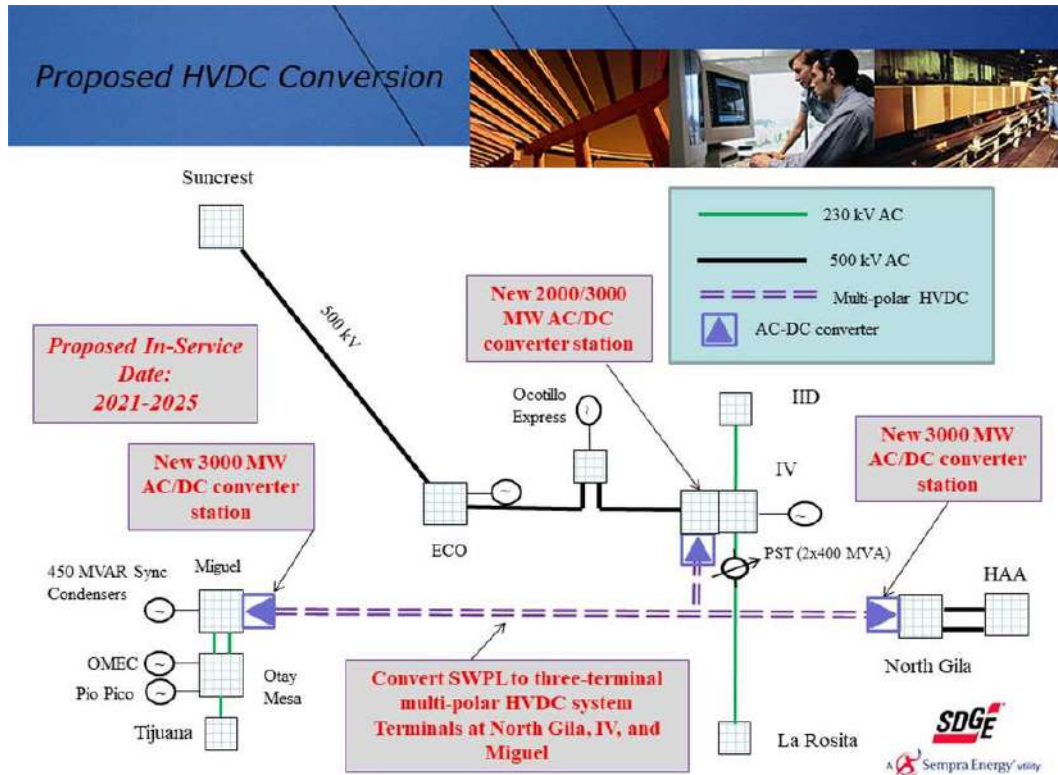 Proposed HVDC Conversion
Suncrest
230 kV AC
500 kV AC
Multi-polar HVDC
AC-DC converter
500 kV
New 2000/3000
MW AC/DC
converter station
Proposed In-Service
Date:
2021-2025
Ocotillo
Express
IID
New 3000 MW
AC/DC converter
station
New 3000 MW
AC/DC converter
station
IV
ECO
PST (2x400 MVA)
Miguel
450 MVAR Sync
Condensers
HAA
North Gila
OMEC
Pio Pico
Otay
Mesa
Convert SWPL to three-terminal
multi-polar HVDC system
Terminals at North Gila, IV, and
Miguel
Tijuana
La Rosita
SDGE
A Sempra Energy utility